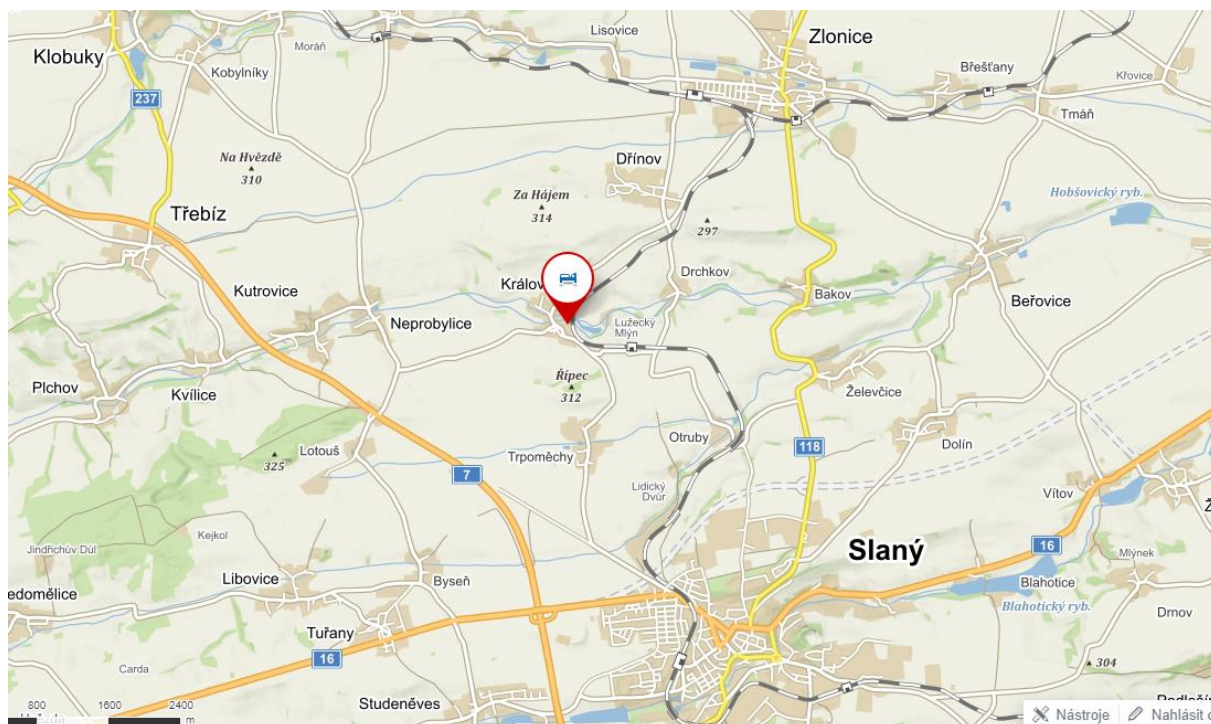 Lisovice
Zlonice
Klobuky
Moráň
Kobylníky
Břešťany
Křovice
237
Tmáň
Na Hvězdě
310
Dřínov
Za Hájem
314
Hobšovický ryb.
Třebíz
297
Drchkov
Králov
Kutrovice
Bakov
Beřovice
Neprobylice
Lužecký
Mlýn
Řípec
312
Plchov
Kvílice
Želevčice
Otruby
118
Dolín
Lotouš
325
Trpoměchy
7
Lidický
Dvůr
Vítov
Ž
Kejkol
Jindřichův Důl
Slaný
16
Mlýnek
Libovice
Byseň
Blahotice
edomělice
Blahotický ryb.
Drnov
Tuřany
16
Carda
304
Studeněves
800
1600
2400
m
Nástroje
Nahlásit